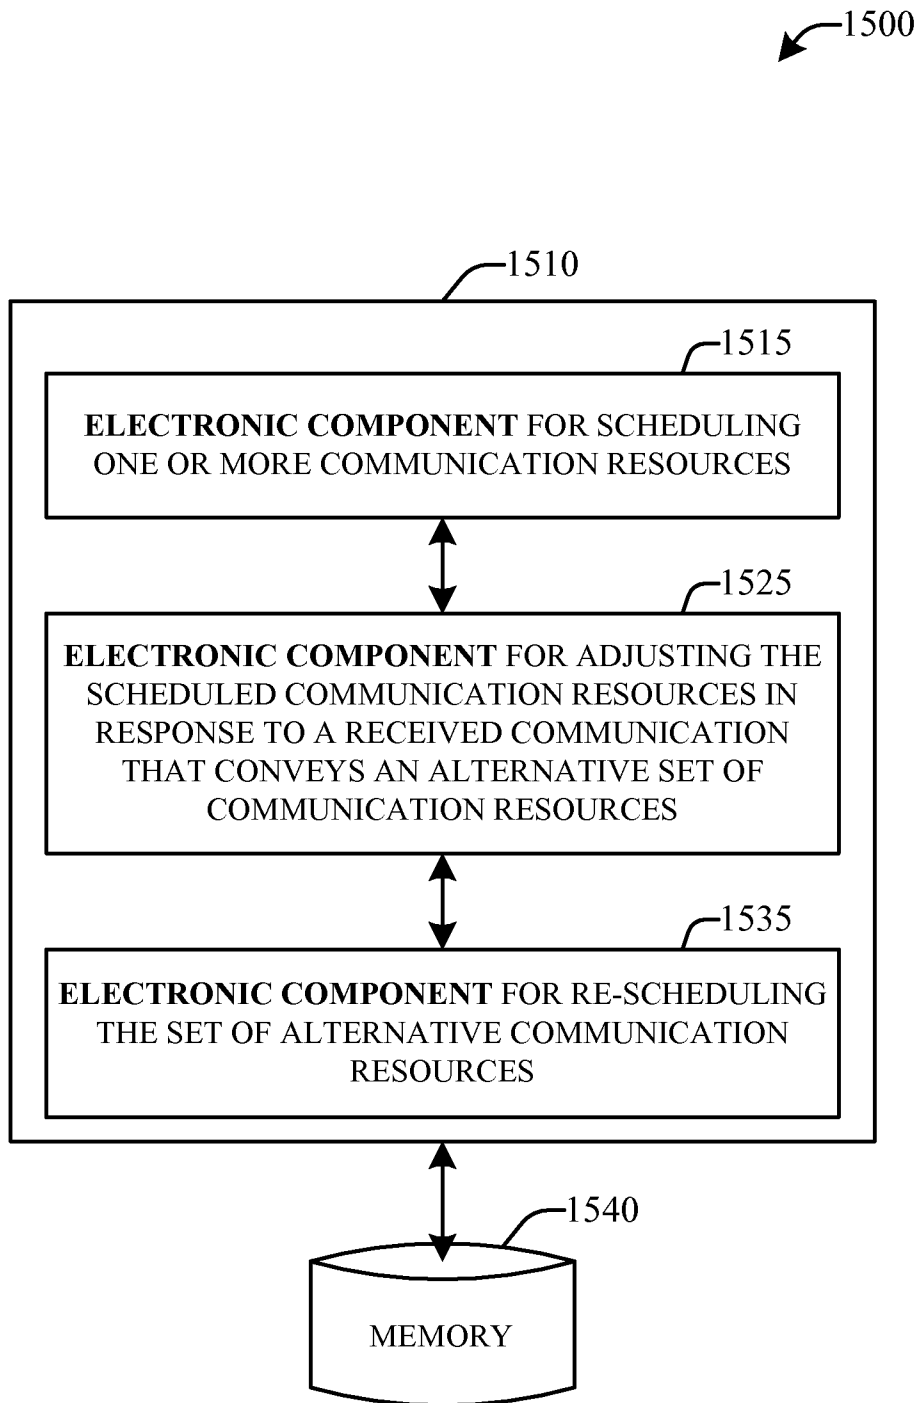 1500
1510
1515
ELECTRONIC COMPONENT FOR SCHEDULING
ONE OR MORE COMMUNICATION RESOURCES
1525
ELECTRONIC COMPONENT FOR ADJUSTING THE
SCHEDULED COMMUNICATION RESOURCES IN
RESPONSE TO A RECEIVED COMMUNICATION
THAT CONVEYS AN ALTERNATIVE SET OF
COMMUNICATION RESOURCES
1535
ELECTRONIC COMPONENT FOR RE-SCHEDULING
THE SET OF ALTERNATIVE COMMUNICATION
RESOURCES
1540
MEMORY